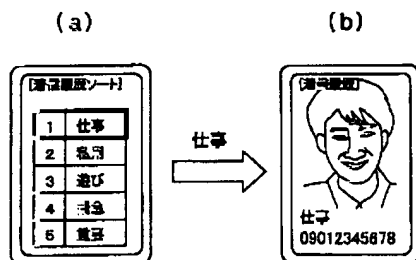 (a)
(b)
[着信履歴ソート]
1 仕事
2 私用
3 遊び
4
5 重要
仕事
[着信履歴]
仕事
09012345678